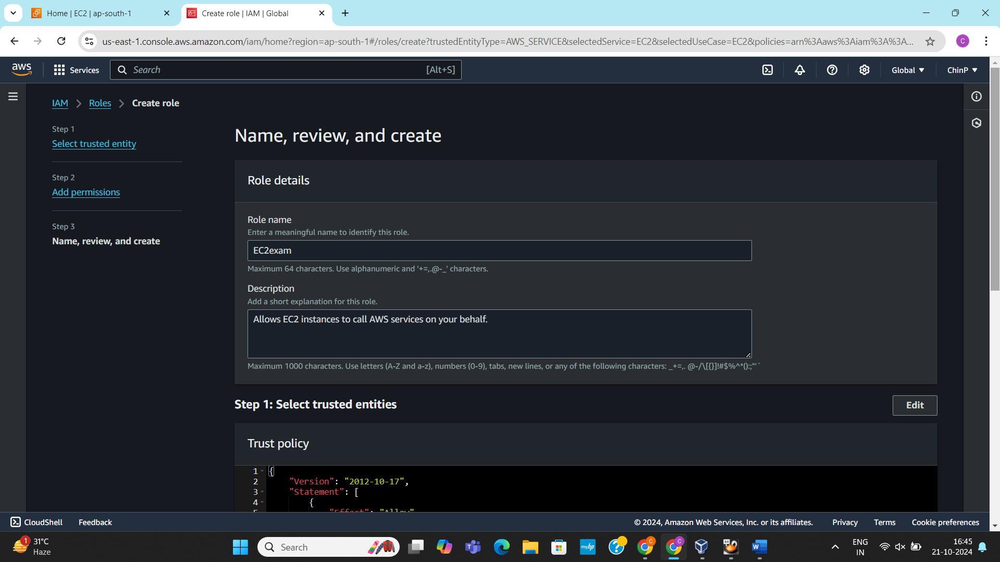 Home | EC2 | ap-south-1
Create role | IAM | Global
us-east-1.console.aws.amazon.com/iam/home?region=ap-south-1#/roles/create?trustedEntityType=AWS_SERVICE&selectedService=EC2&selectedUseCase=EC2&policies=arn%3Aaws%3Aiam%3A%3A...
C
aws
Services
Search
[Alt+S]
Global
ChinP
IAM
Roles
Create role
Step 1
Select trusted entity
Step 2
Add permissions
Step 3
Name, review, and create
Name, review, and create
Role details
Role name
Enter a meaningful name to identify this role.
EC2exam
Maximum 64 characters. Use alphanumeric and '+=,.@-_' characters.
Description
Add a short explanation for this role.
Allows EC2 instances to call AWS services on your behalf.
Maximum 1000 characters. Use letters (A-Z and a-z), numbers (0-9), tabs, new lines, or any of the following characters: _+=,. @-/\[{}]!#$%^*();:"'`
Step 1: Select trusted entities
Edit
Trust policy
1 {
2 "Version": "2012-10-17",
3 "Statement": [
4 {
5 "Effect": "Allow"
CloudShell
Feedback
© 2024, Amazon Web Services, Inc. or its affiliates.
Privacy
Terms
Cookie preferences
1
31°C
Haze
Search
myhp
ENG
IN
16:45
21-10-2024